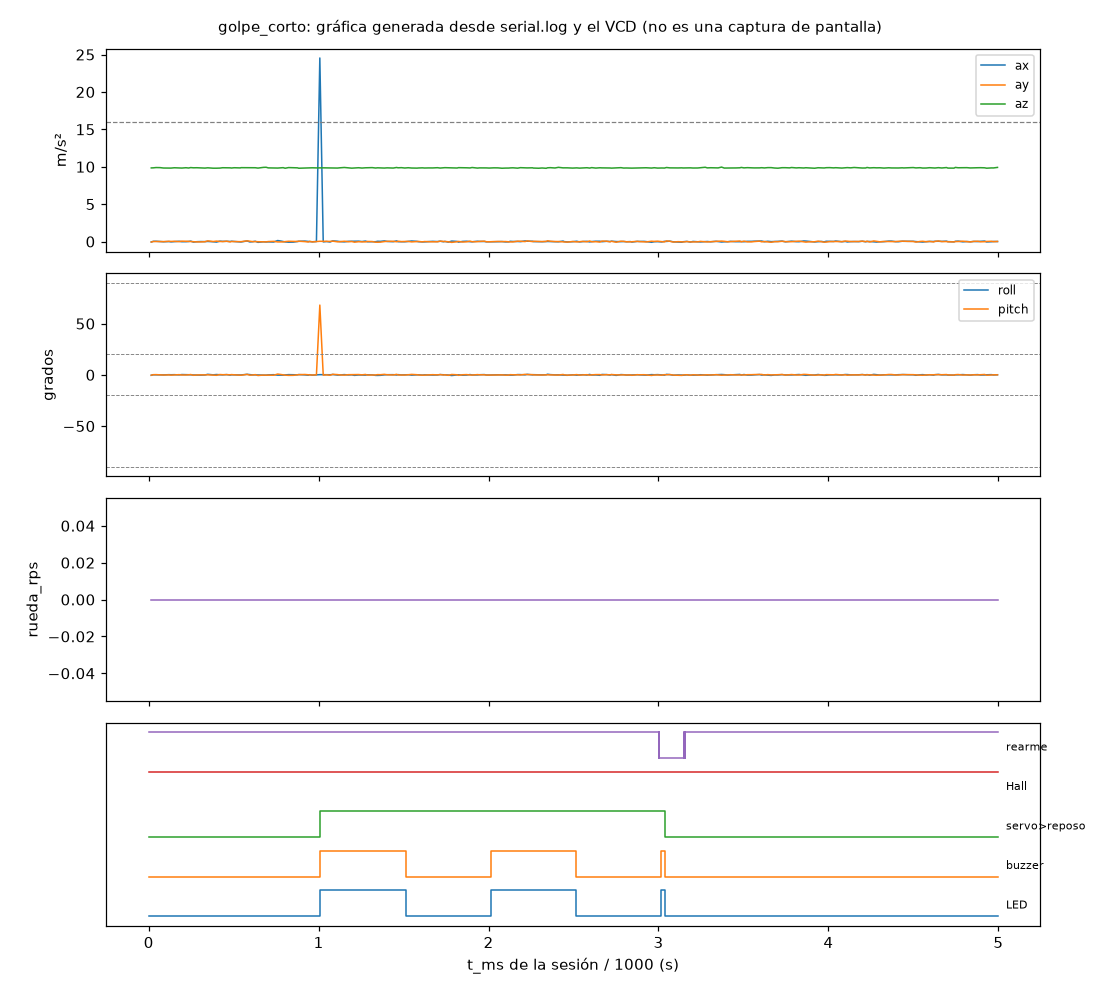 golpe_corto: gráfica generada desde serial.log y el VCD (no es una captura de pantalla)
25
20
15
10
5
0
m/s²
ax
ay
az
50
0
−50
grados
roll
pitch
0.04
0.02
0.00
−0.02
−0.04
rueda_rps
rearme
Hall
servo>reposo
buzzer
LED
0 1 2 3 4 5
t_ms de la sesión / 1000 (s)